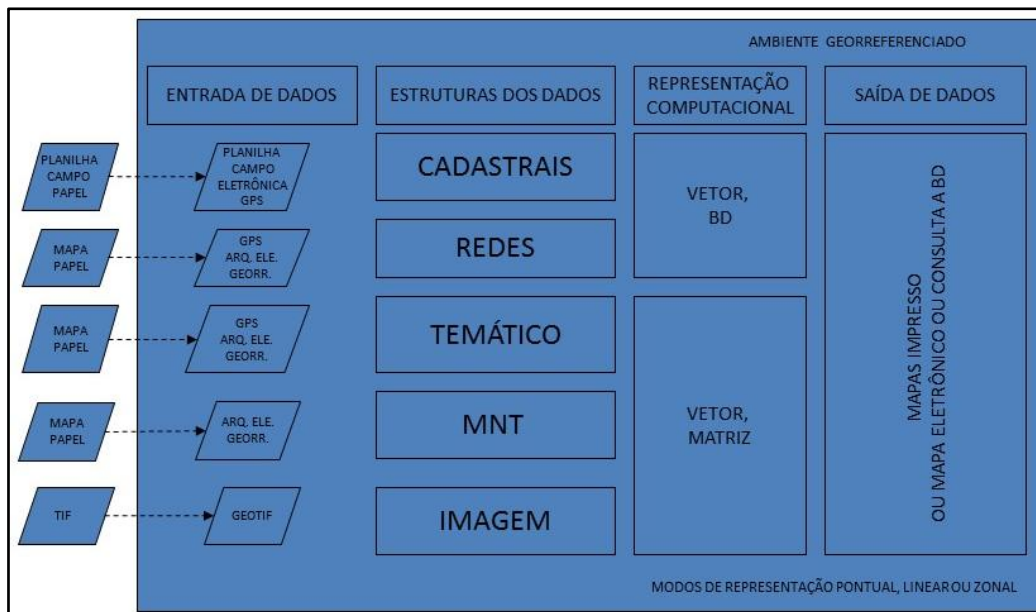 AMBIENTE GEORREFERENCIADO
ENTRADA DE DADOS
ESTRUTURAS DOS DADOS
REPRESENTAÇÃO
COMPUTACIONAL
SAÍDA DE DADOS
PLANILHA
CAMPO
PAPEL
PLANILHA
CAMPO
ELETRÔNICA
GPS
CADASTRAIS
VETOR,
BD
MAPAS IMPRESSO
OU MAPA ELETRÔNICO OU CONSULTA A BD
MAPA
PAPEL
GPS
ARQ. ELE.
GEORR.
REDES
MAPA
PAPEL
GPS
ARQ. ELE.
GEORR.
TEMÁTICO
VETOR,
MATRIZ
MAPA
PAPEL
ARQ. ELE.
GEORR.
MNT
TIF
GEOTIF
IMAGEM
MODOS DE REPRESENTAÇÃO PONTUAL, LINEAR OU ZONAL